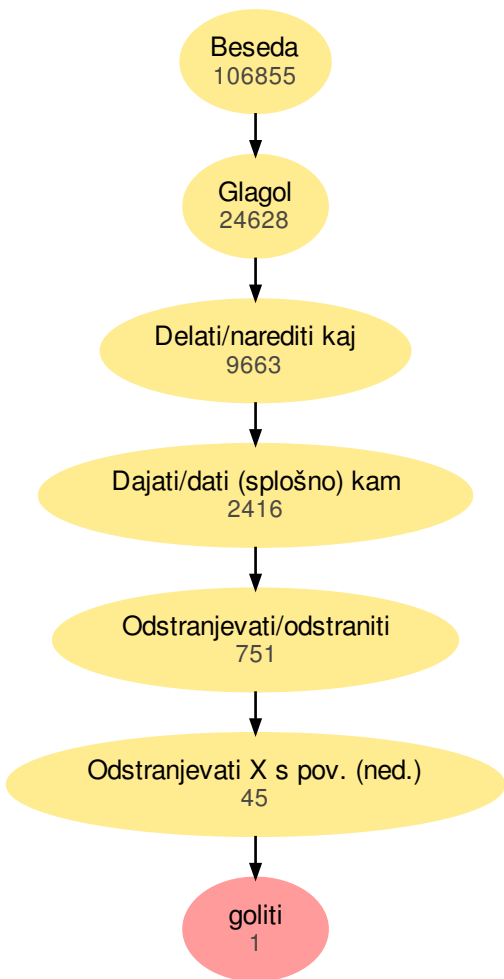 Beseda
106855
Glagol
24628
Delati/narediti kaj
9663
Dajati/dati (splošno) kam
2416
Odstranjevati/odstraniti
751
Odstranjevati X s pov. (ned.)
45
goliti
1